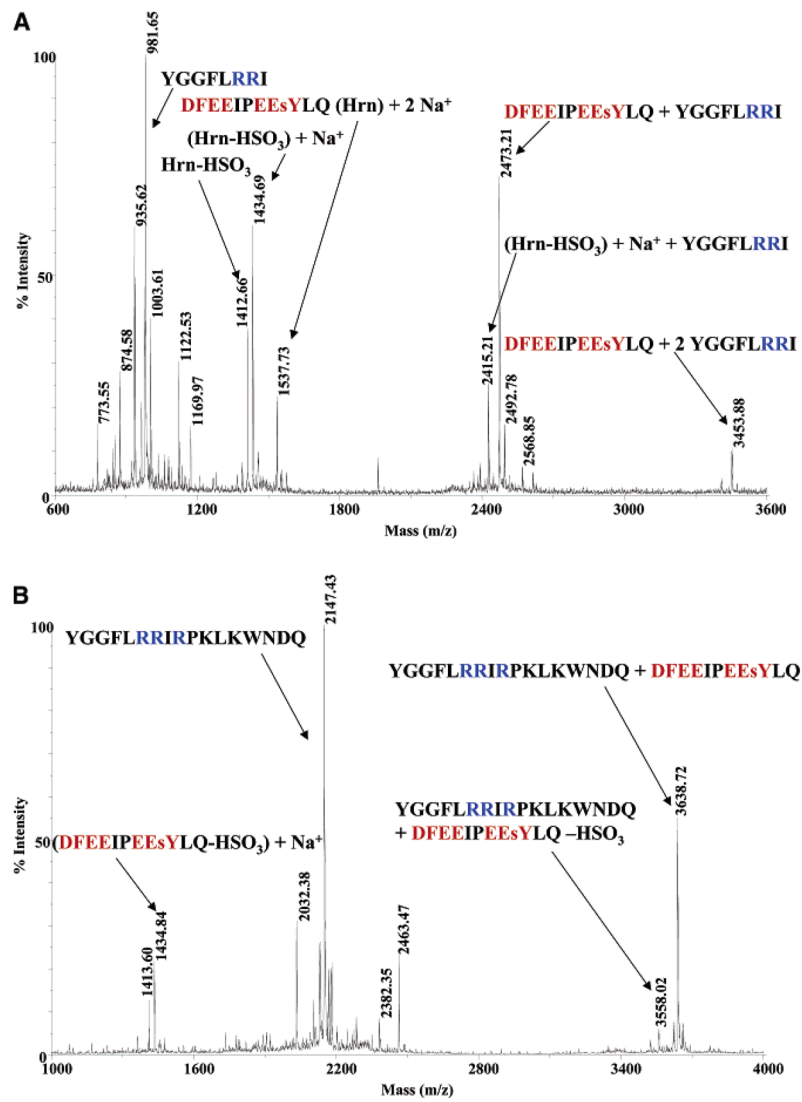 A
981.65
100
YGGFLRRI
DFEEIPEEsYLQ (Hrn) + 2 Na+
(Hrn-HSO3) + Na+
Hrn-HSO3
DFEEIPEEsYLQ + YGGFLRRI
2473.21
935.62
1434.69
(Hrn-HSO3) + Na+ + YGGFLRRI
% Intensity
50
1003.61
1412.66
874.58
1122.53
1537.73
DFEEIPEEsYLQ + 2 YGGFLRRI
2415.21
773.55
1169.97
2492.78
2568.85
3453.88
0
600 1200 1800 2400 3000 3600
Mass (m/z)
B
2147.43
100
YGGFLRRIRPKLKWNDQ
YGGFLRRIRPKLKWNDQ + DFEEIPEEsYLQ
3638.72
YGGFLRRIRPKLKWNDQ
+ DFEEIPEEsYLQ –HSO3
% Intensity
50
(DFEEIPEEsYLQ-HSO3) + Na+
2032.38
1413.60
1434.84
2382.35
2463.47
3558.02
0
1000 1600 2200 2800 3400 4000
Mass (m/z)